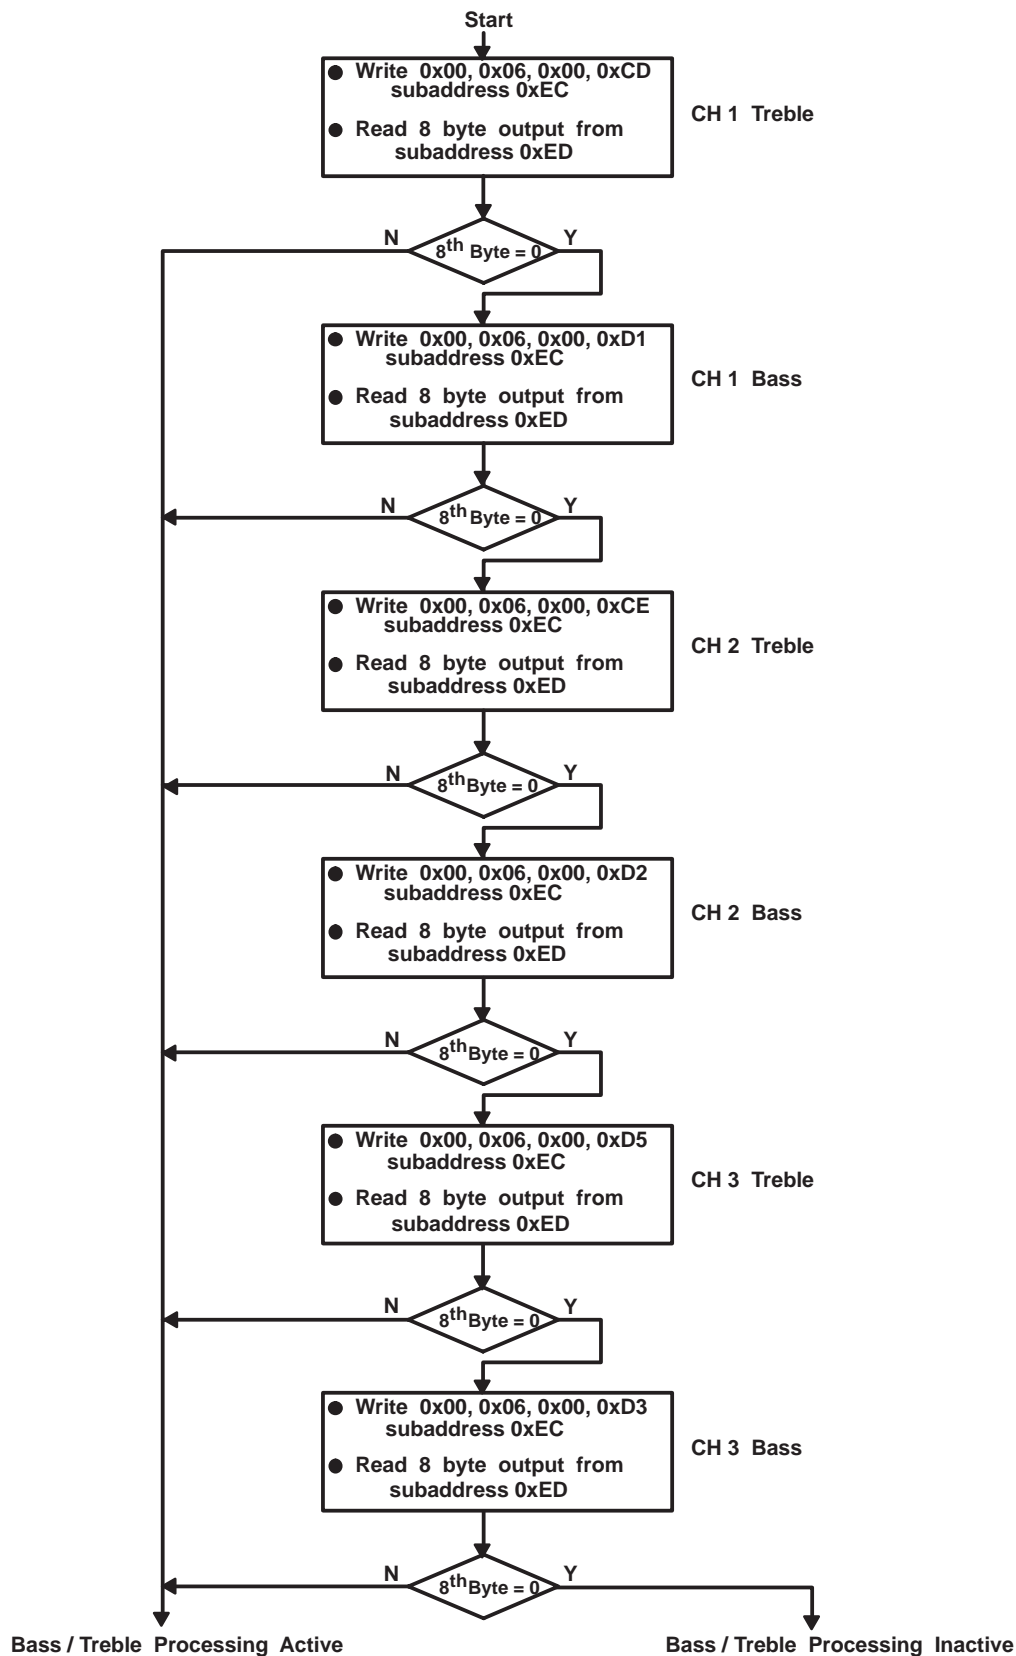 Start
● Write 0x00, 0x06, 0x00, 0xCD
subaddress 0xEC
CH 1 Treble
● Read 8 byte output from
subaddress 0xED
N
8th Byte = 0
Y
● Write 0x00, 0x06, 0x00, 0xD1
subaddress 0xEC
CH 1 Bass
● Read 8 byte output from
subaddress 0xED
N
8th Byte = 0
Y
● Write 0x00, 0x06, 0x00, 0xCE
subaddress 0xEC
CH 2 Treble
● Read 8 byte output from
subaddress 0xED
N
8th Byte = 0
Y
● Write 0x00, 0x06, 0x00, 0xD2
subaddress 0xEC
CH 2 Bass
● Read 8 byte output from
subaddress 0xED
N
8th Byte = 0
Y
● Write 0x00, 0x06, 0x00, 0xD5
subaddress 0xEC
CH 3 Treble
● Read 8 byte output from
subaddress 0xED
N
8th Byte = 0
Y
● Write 0x00, 0x06, 0x00, 0xD3
subaddress 0xEC
CH 3 Bass
● Read 8 byte output from
subaddress 0xED
N
8th Byte = 0
Y
Bass / Treble Processing Active
Bass / Treble Processing Inactive